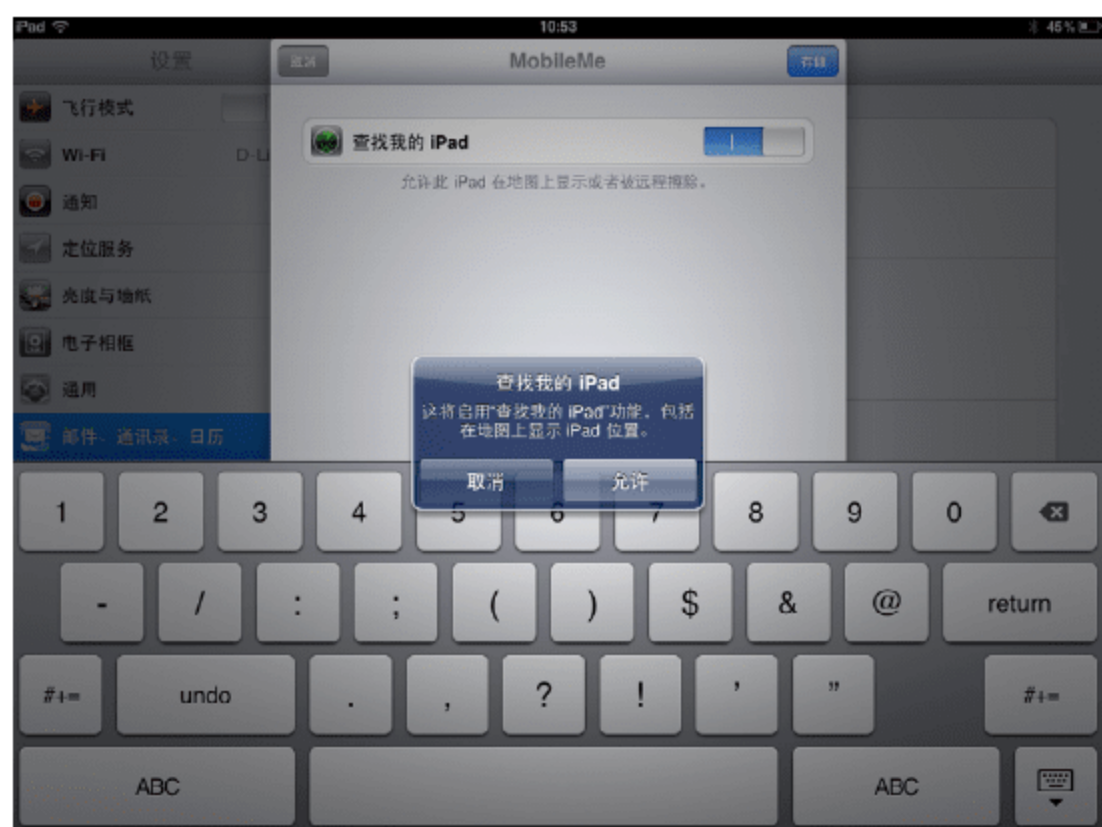 iPad
10:53
45%
设置
取消
MobileMe
存储
飞行模式
查找我的 iPad
Wi-Fi
D-Li
允许此 iPad 在地图上显示或者被远程擦除。
通知
定位服务
亮度与墙纸
电子相框
查找我的 iPad
通用
这将启用“查找我的 iPad”功能，包括
在地图上显示 iPad 位置。
邮件、通讯录、日历
取消
允许
1 2 3 4 5 6 7 8 9 0
- / : ; ( ) $ & @ return
#+= undo . , ? ! ' " #+=
ABC ABC